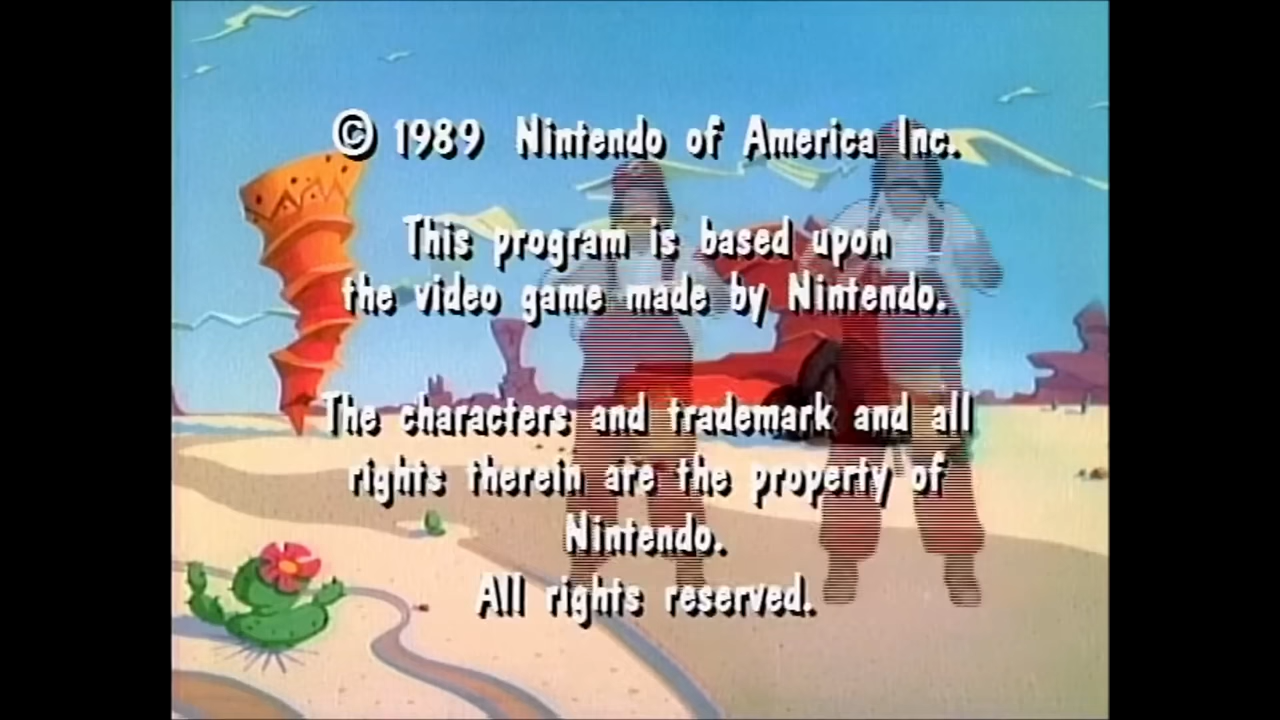 © 1989 Nintendo of America Inc.
This program is based upon
the video game made by Nintendo.
The characters and trademark and all
rights therein are the property of
Nintendo.
All rights reserved.